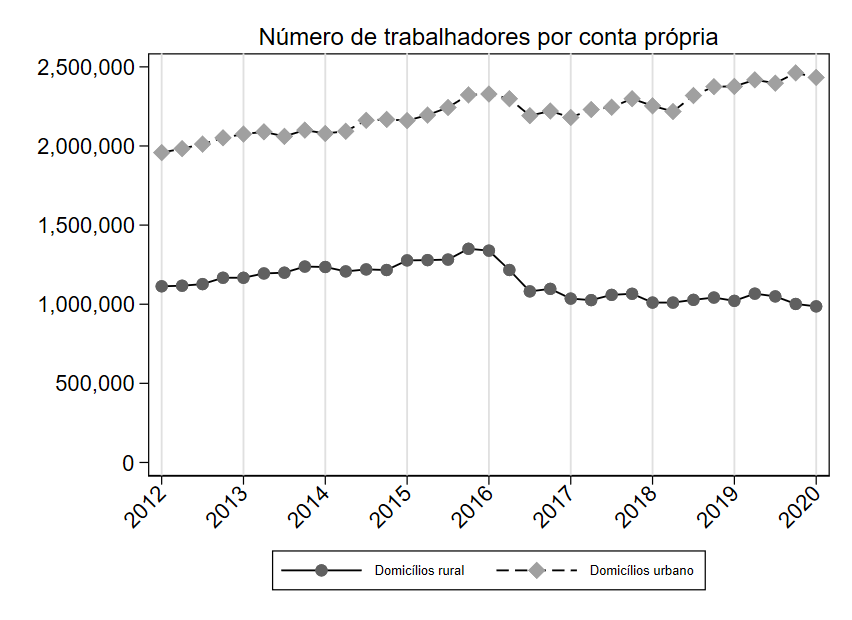 Número de trabalhadores por conta própria
2,500,000
2,000,000
1,500,000
1,000,000
500,000
0
2012 2013 2014 2015 2016 2017 2018 2019 2020
Domicílios rural Domicílios urbano